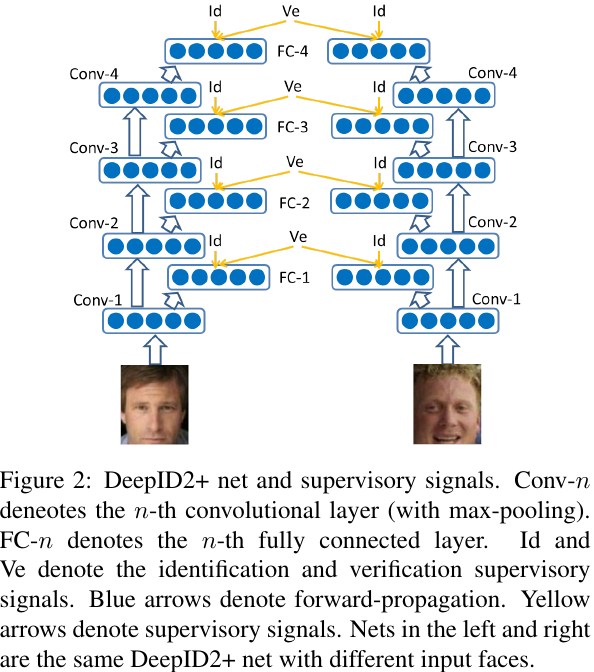 Id Ve Id
FC-4
Conv-4 Id Ve Id Conv-4
FC-3
Conv-3 Id Ve Id Conv-3
FC-2
Conv-2 Id Ve Id Conv-2
FC-1
Conv-1 Conv-1
Figure 2: DeepID2+ net and supervisory signals. Conv-n
deneotes the n-th convolutional layer (with max-pooling).
FC-n denotes the n-th fully connected layer. Id and
Ve denote the identification and verification supervisory
signals. Blue arrows denote forward-propagation. Yellow
arrows denote supervisory signals. Nets in the left and right
are the same DeepID2+ net with different input faces.